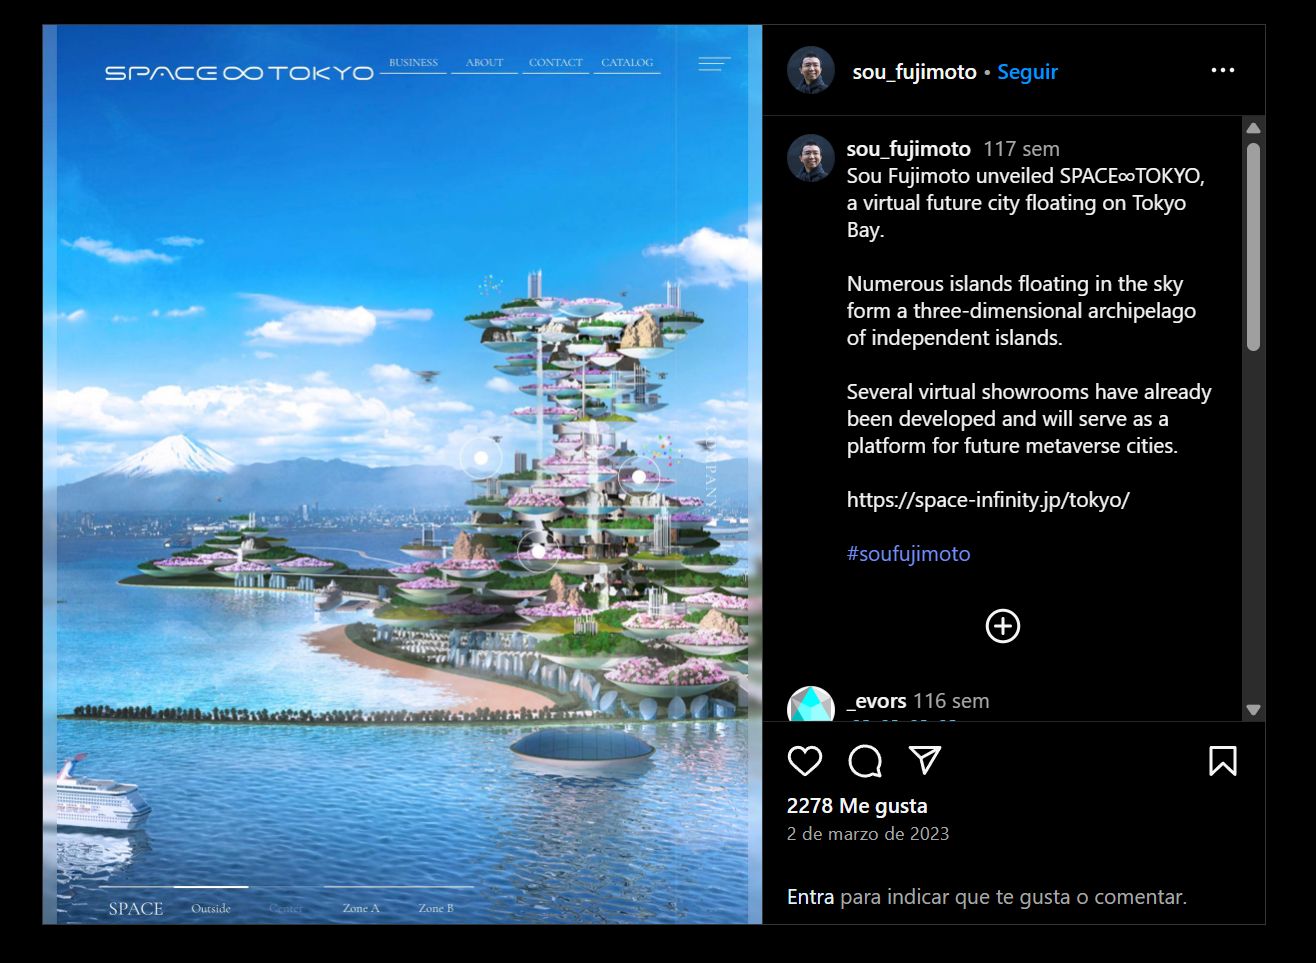 SPACE∞TOKYO
BUSINESS
ABOUT
CONTACT
CATALOG
SPACE
Outside
Center
Zone A
Zone B
sou_fujimoto • Seguir
sou_fujimoto 117 sem
Sou Fujimoto unveiled SPACE∞TOKYO,
a virtual future city floating on Tokyo
Bay.
Numerous islands floating in the sky
form a three-dimensional archipelago
of independent islands.
Several virtual showrooms have already
been developed and will serve as a
platform for future metaverse cities.
https://space-infinity.jp/tokyo/
#soufujimoto
_evors 116 sem
2278 Me gusta
2 de marzo de 2023
Entra para indicar que te gusta o comentar.